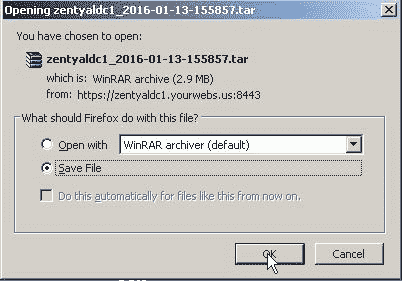 Opening zentyaldc1_2016-01-13-155857.tar
You have chosen to open:
zentyaldc1_2016-01-13-155857.tar
which is: WinRAR archive (2.9 MB)
from: https://zentyaldc1.yourwebs.us:8443
What should Firefox do with this file?
Open with WinRAR archiver (default)
Save File
Do this automatically for files like this from now on.
OK Cancel